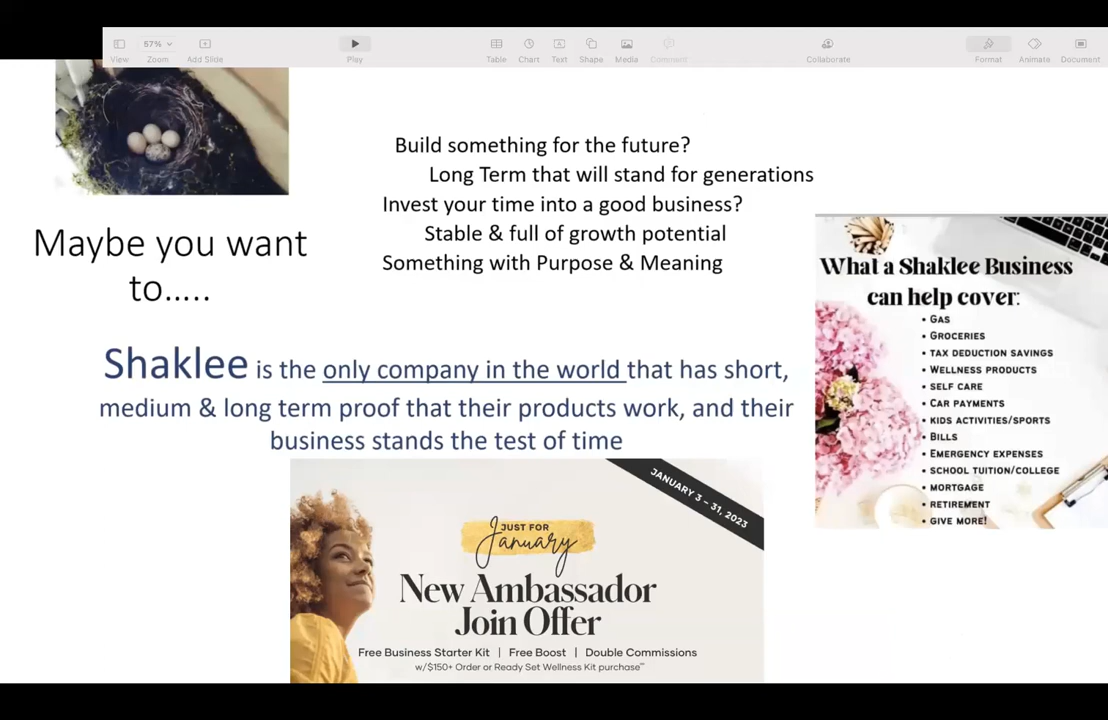 57%
View
Zoom
Add Slide
Play
Table
Chart
Text
Shape
Media
Comment
Collaborate
Format
Animate
Document
Build something for the future?
Long Term that will stand for generations
Invest your time into a good business?
Stable & full of growth potential
Something with Purpose & Meaning
Maybe you want
to.....
Shaklee is the only company in the world that has short,
medium & long term proof that their products work, and their
business stands the test of time
What a Shaklee Business
can help cover:
• GAS
• GROCERIES
• TAX DEDUCTION SAVINGS
• WELLNESS PRODUCTS
• SELF CARE
• CAR PAYMENTS
• KIDS ACTIVITIES/SPORTS
• BILLS
• EMERGENCY EXPENSES
• SCHOOL TUITION/COLLEGE
• MORTGAGE
• RETIREMENT
• GIVE MORE!
JANUARY 3 – 31, 2023
JUST FOR
January
New Ambassador
Join Offer
Free Business Starter Kit | Free Boost | Double Commissions
w/$150+ Order or Ready Set Wellness Kit purchase